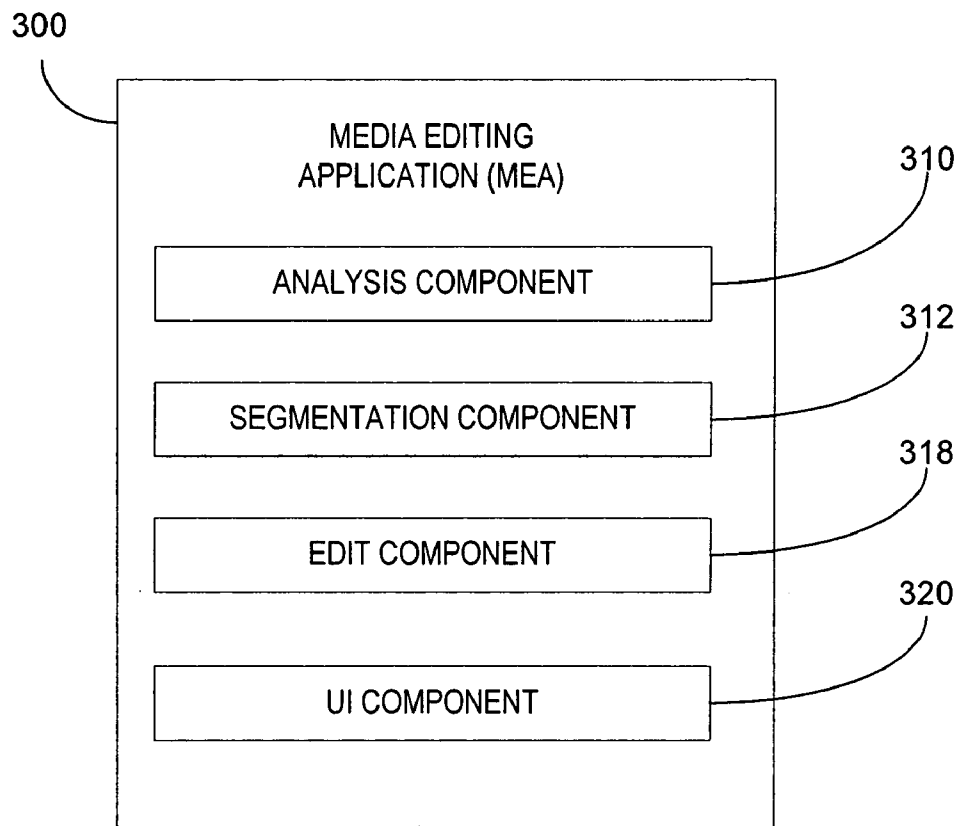 300
MEDIA EDITING
APPLICATION (MEA)
310
ANALYSIS COMPONENT
312
SEGMENTATION COMPONENT
318
EDIT COMPONENT
320
UI COMPONENT